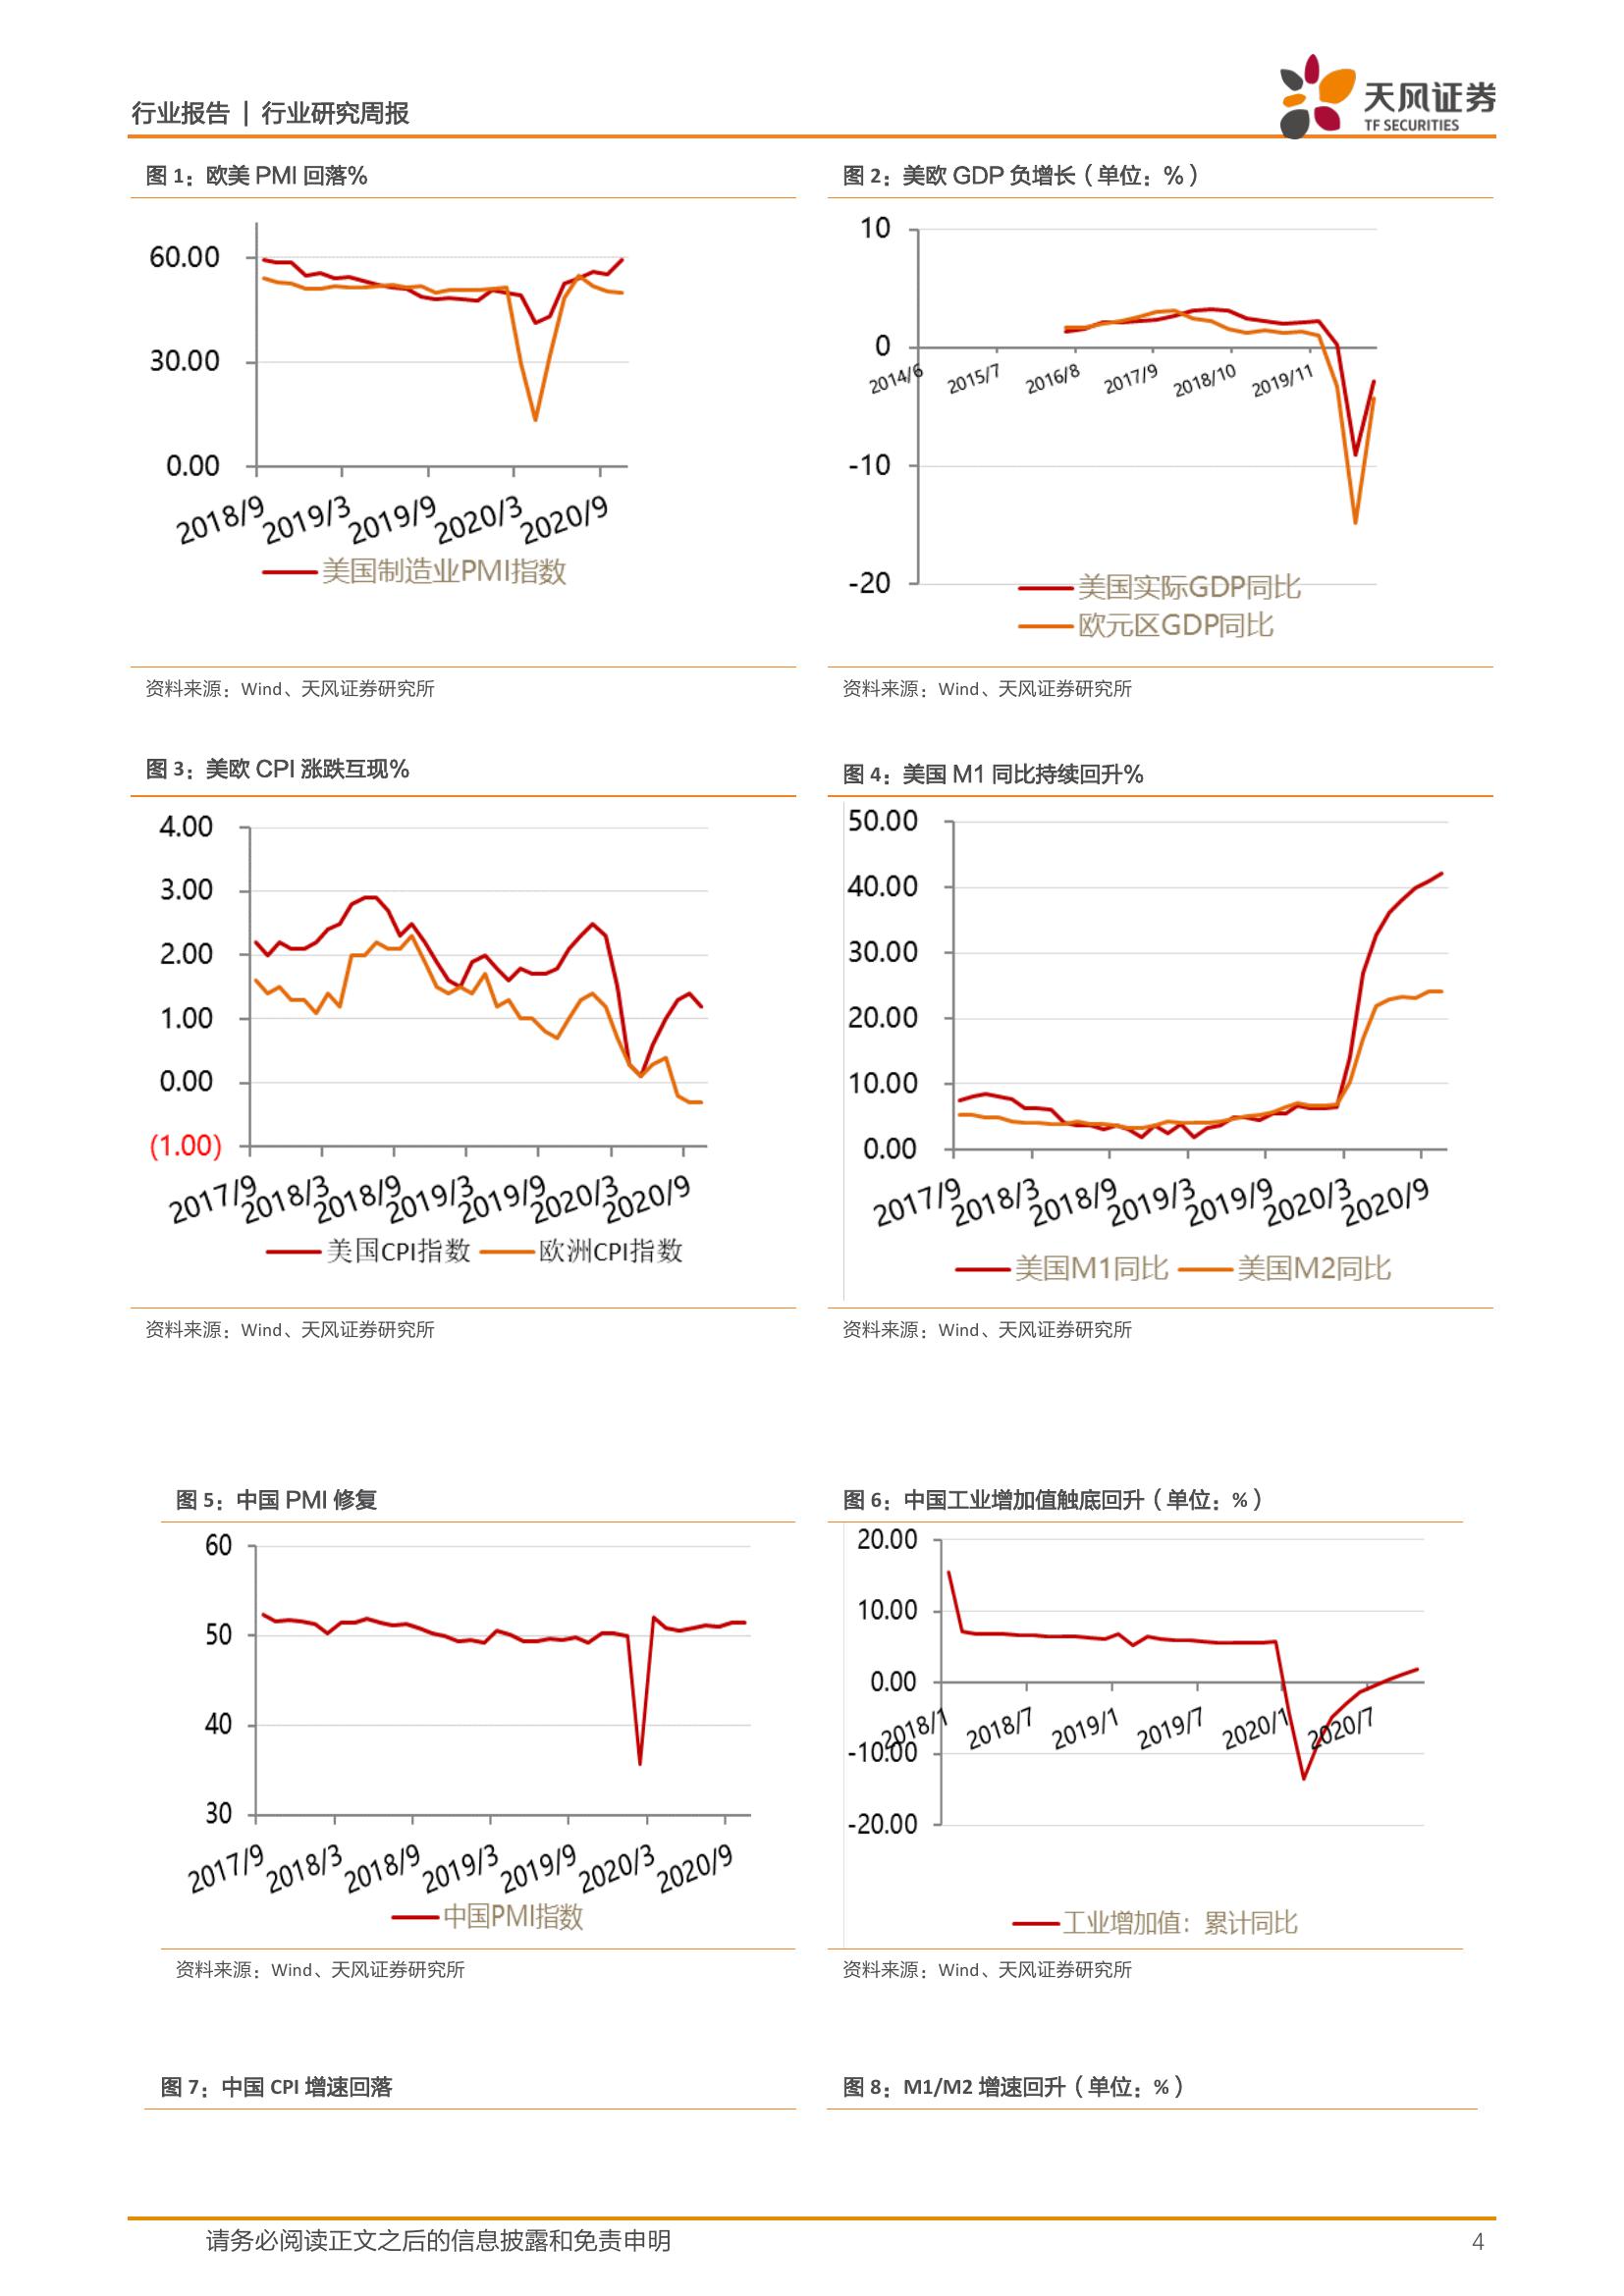 行业报告 | 行业研究周报
天风证券
TF SECURITIES
图 1：欧美 PMI 回落%
60.00
30.00
0.00
2018/9
2019/3
2019/9
2020/3
2020/9
美国制造业PMI指数
资料来源：Wind、天风证券研究所
图 2：美欧 GDP 负增长（单位：%）
10
0
-10
-20
2014/6
2015/7
2016/8
2017/9
2018/10
2019/11
美国实际GDP同比
欧元区GDP同比
资料来源：Wind、天风证券研究所
图 3：美欧 CPI 涨跌互现%
4.00
3.00
2.00
1.00
0.00
(1.00)
2017/9
2018/3
2018/9
2019/3
2019/9
2020/3
2020/9
美国CPI指数 欧洲CPI指数
资料来源：Wind、天风证券研究所
图 4：美国 M1 同比持续回升%
50.00
40.00
30.00
20.00
10.00
0.00
2017/9
2018/3
2018/9
2019/3
2019/9
2020/3
2020/9
美国M1同比 美国M2同比
资料来源：Wind、天风证券研究所
图 5：中国 PMI 修复
60
50
40
30
2017/9
2018/3
2018/9
2019/3
2019/9
2020/3
2020/9
中国PMI指数
资料来源：Wind、天风证券研究所
图 6：中国工业增加值触底回升（单位：%）
20.00
10.00
0.00
-10.00
-20.00
2018/1
2018/7
2019/1
2019/7
2020/1
2020/7
工业增加值：累计同比
资料来源：Wind、天风证券研究所
图 7：中国 CPI 增速回落
图 8：M1/M2 增速回升（单位：%）
请务必阅读正文之后的信息披露和免责申明
4